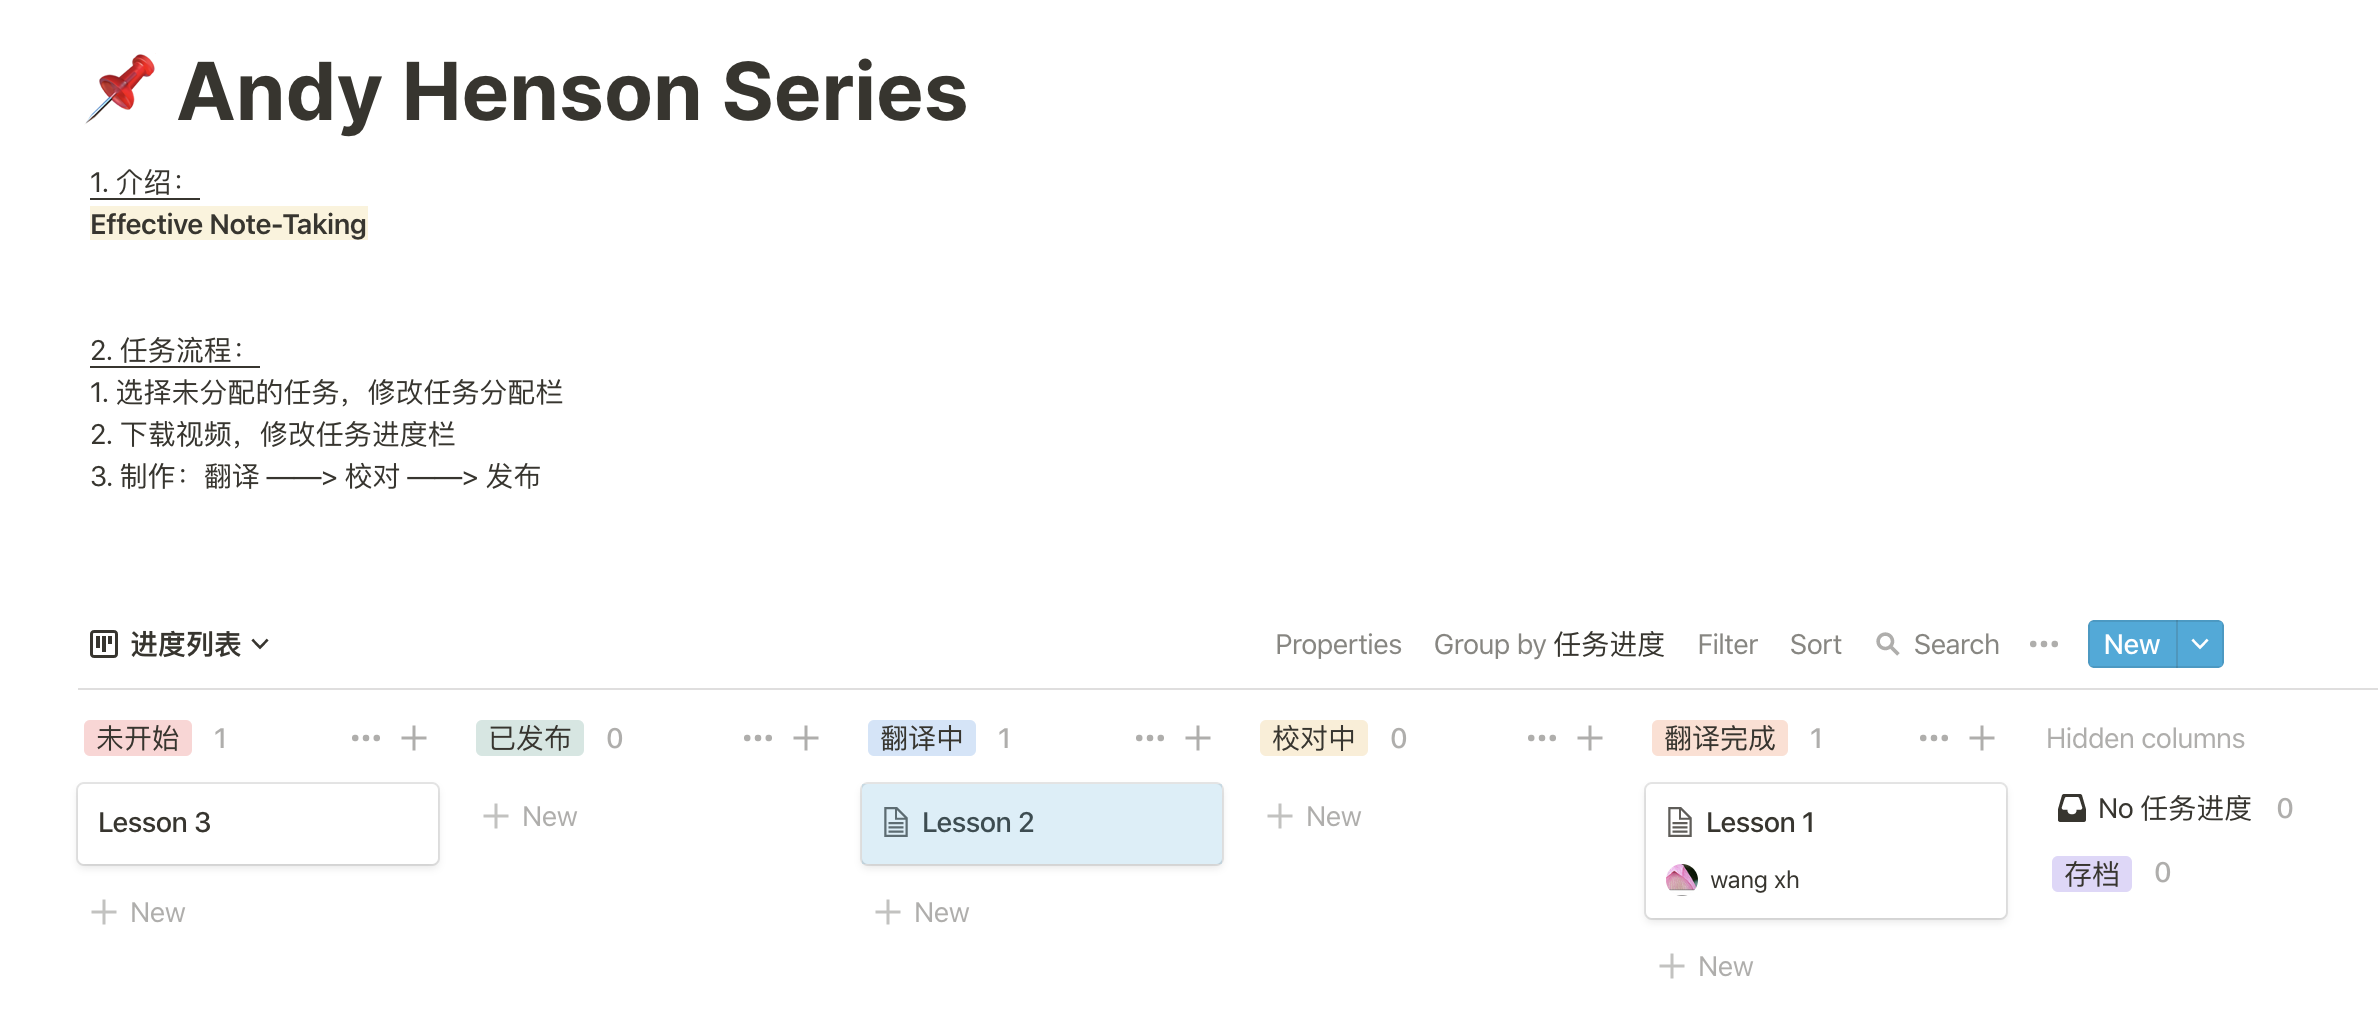 Andy Henson Series
1. 介绍：
Effective Note-Taking
2. 任务流程：
1. 选择未分配的任务，修改任务分配栏
2. 下载视频，修改任务进度栏
3. 制作：翻译 ——> 校对 ——> 发布
进度列表
Properties Group by 任务进度 Filter Sort Search ••• New
未开始 1 ••• +
Lesson 3
+ New
已发布 0 ••• +
+ New
翻译中 1 ••• +
Lesson 2
+ New
校对中 0 ••• +
+ New
翻译完成 1 ••• +
Lesson 1
wang xh
+ New
Hidden columns
No 任务进度 0
存档 0